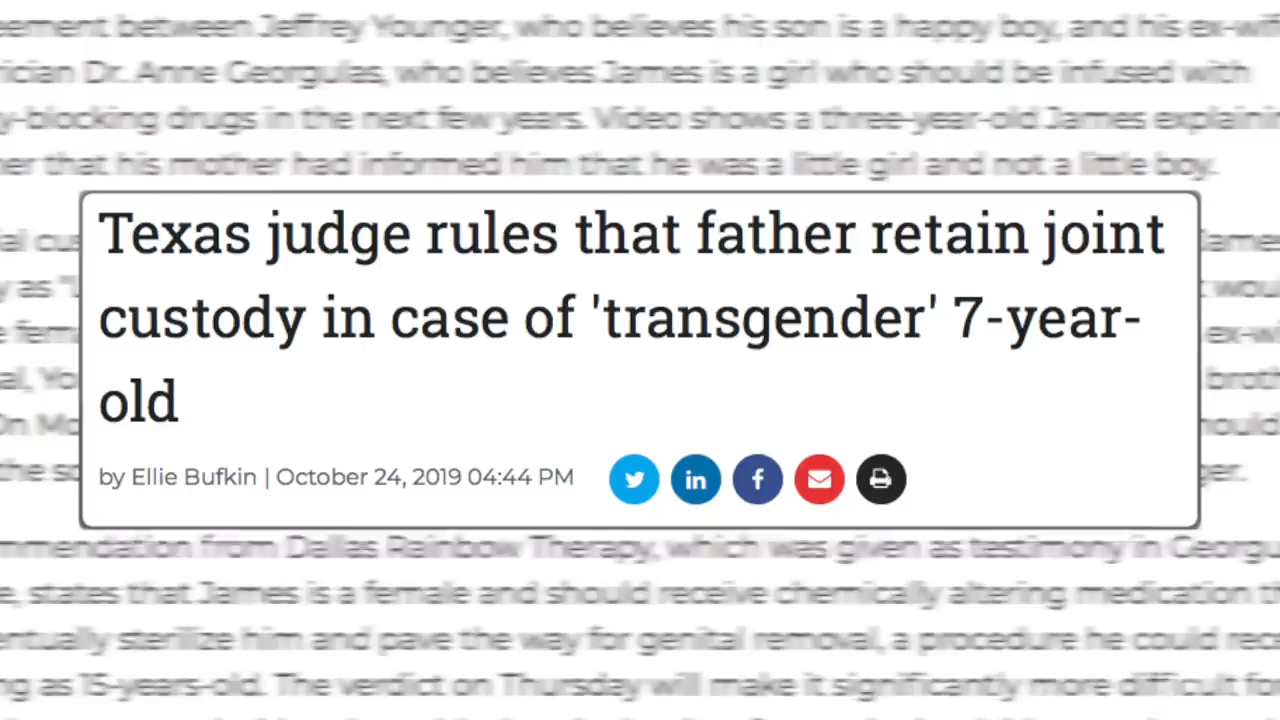 eement between Jeffrey Younger, who believes his son is a happy boy, and his ex-wif
ician Dr. Anne Georgulas, who believes James is a girl who should be infused with
y-blocking drugs in the next few years. Video shows a three-year-old James explaini
her that his mother had informed him that he was a little girl and not a little boy.
Texas judge rules that father retain joint
custody in case of 'transgender' 7-year-
old
by Ellie Bufkin | October 24, 2019 04:44 PM
mmendation from Dallas Rainbow Therapy, which was given as testimony in Georgu
e, states that James is a female and should receive chemically altering medication th
entually sterilize him and pave the way for genital removal, a procedure he could rece
ng as 15-years-old. The verdict on Thursday will make it significantly more difficult for